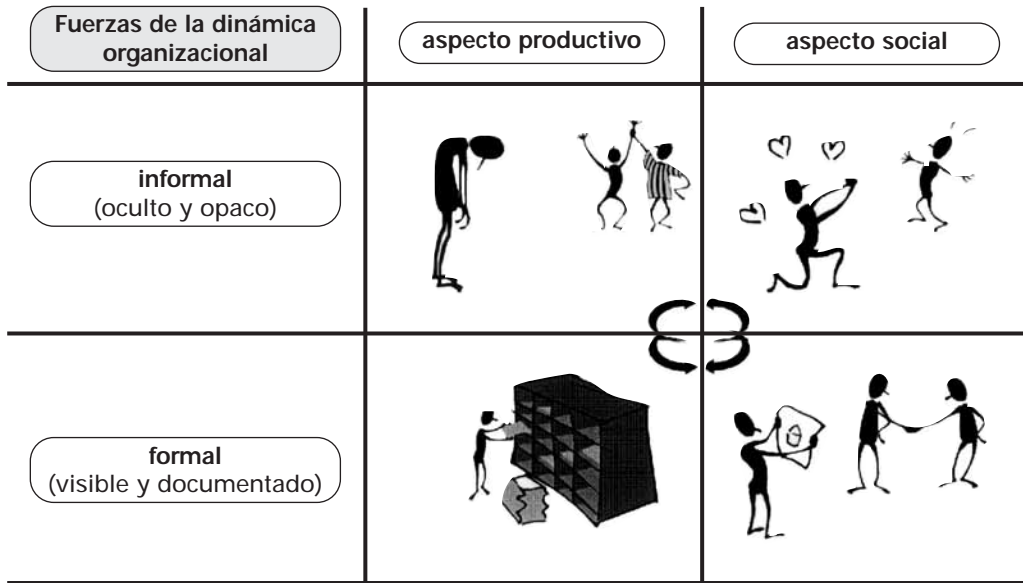 Fuerzas de la dinámica
organizacional
aspecto productivo
aspecto social
informal
(oculto y opaco)
formal
(visible y documentado)